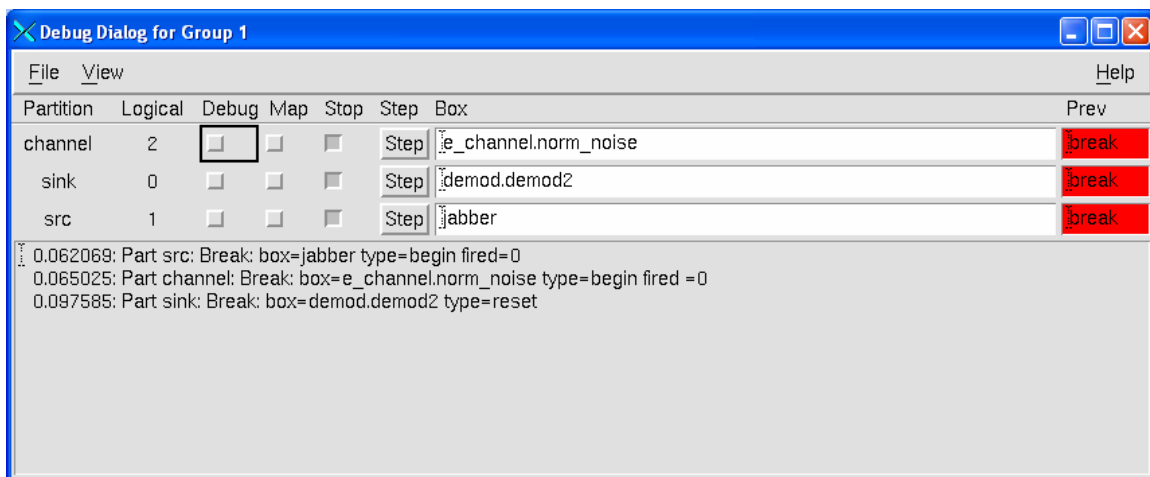 Debug Dialog for Group 1
File View Help
Partition Logical Debug Map Stop Step Box Prev
channel 2 Step e_channel.norm_noise break
sink 0 Step demod.demod2 break
src 1 Step jabber break
0.062069: Part src: Break: box=jabber type=begin fired=0
0.065025: Part channel: Break: box=e_channel.norm_noise type=begin fired =0
0.097585: Part sink: Break: box=demod.demod2 type=reset